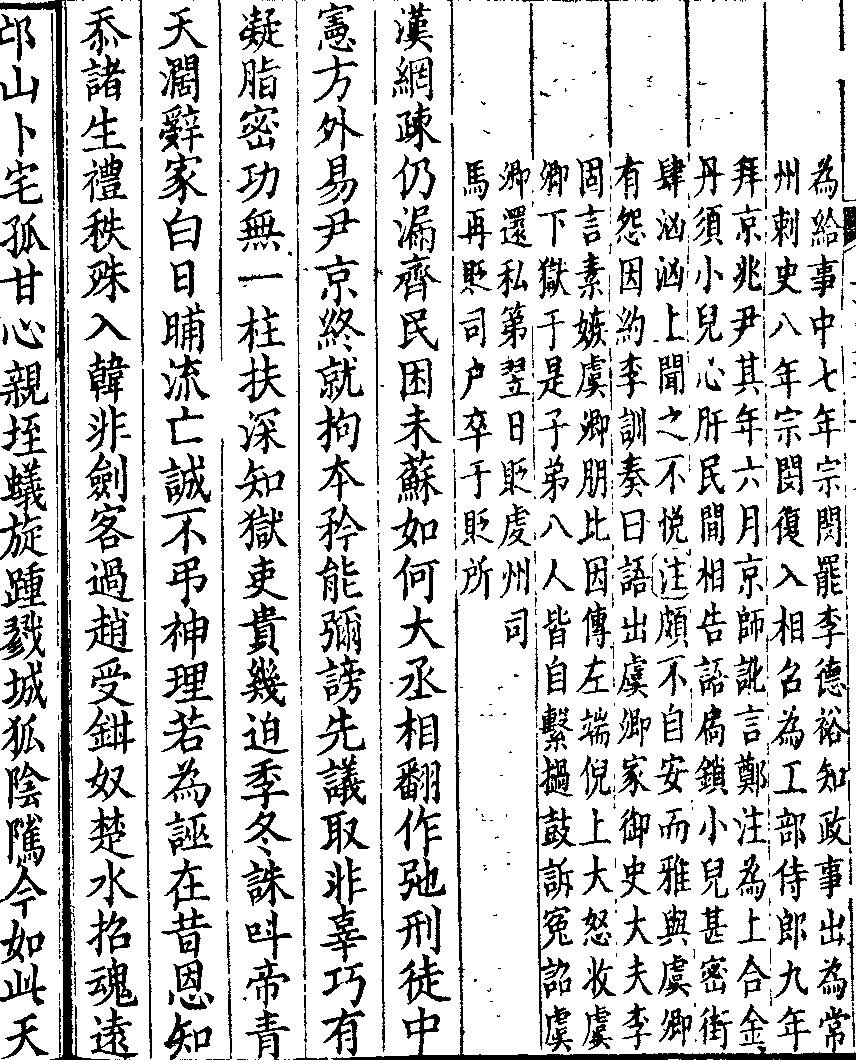 為給事中七年宗閔罷李德裕知政事出為常
州刺史八年宗閔復入相召為工部侍郎九年
拜京兆尹其年六月京師訛言鄭注為上合金
丹須小兒心肝民間相告語扃鎖小兒甚密街
肆洶洶上聞之不悅注頗不自安而雅與虞卿
有怨因約李訓奏曰語出虞卿家御史大夫李
固言素嫉虞卿朋比因傳左端倪上大怒收虞
卿下獄于是子弟八人皆自繫撾鼓訴冤詔虞
卿還私第翌日貶虔州司
馬再貶司户卒于貶所
漢網疎仍漏齊民困未蘇如何大丞相翻作弛刑徒中
憲方外易尹京終就拘本矜能彌謗先議取非辜巧有
凝脂密功無一柱扶深知獄吏貴幾迫季冬誅叫帝青
天濶辭家白日晡流亡誠不弔神理若為誣在昔恩知
忝諸生禮秩殊入韓非劍客過趙受鉗奴楚水招魂遠
邙山卜宅孤甘心親垤蟻旋踵戮城狐陰隲今如此天